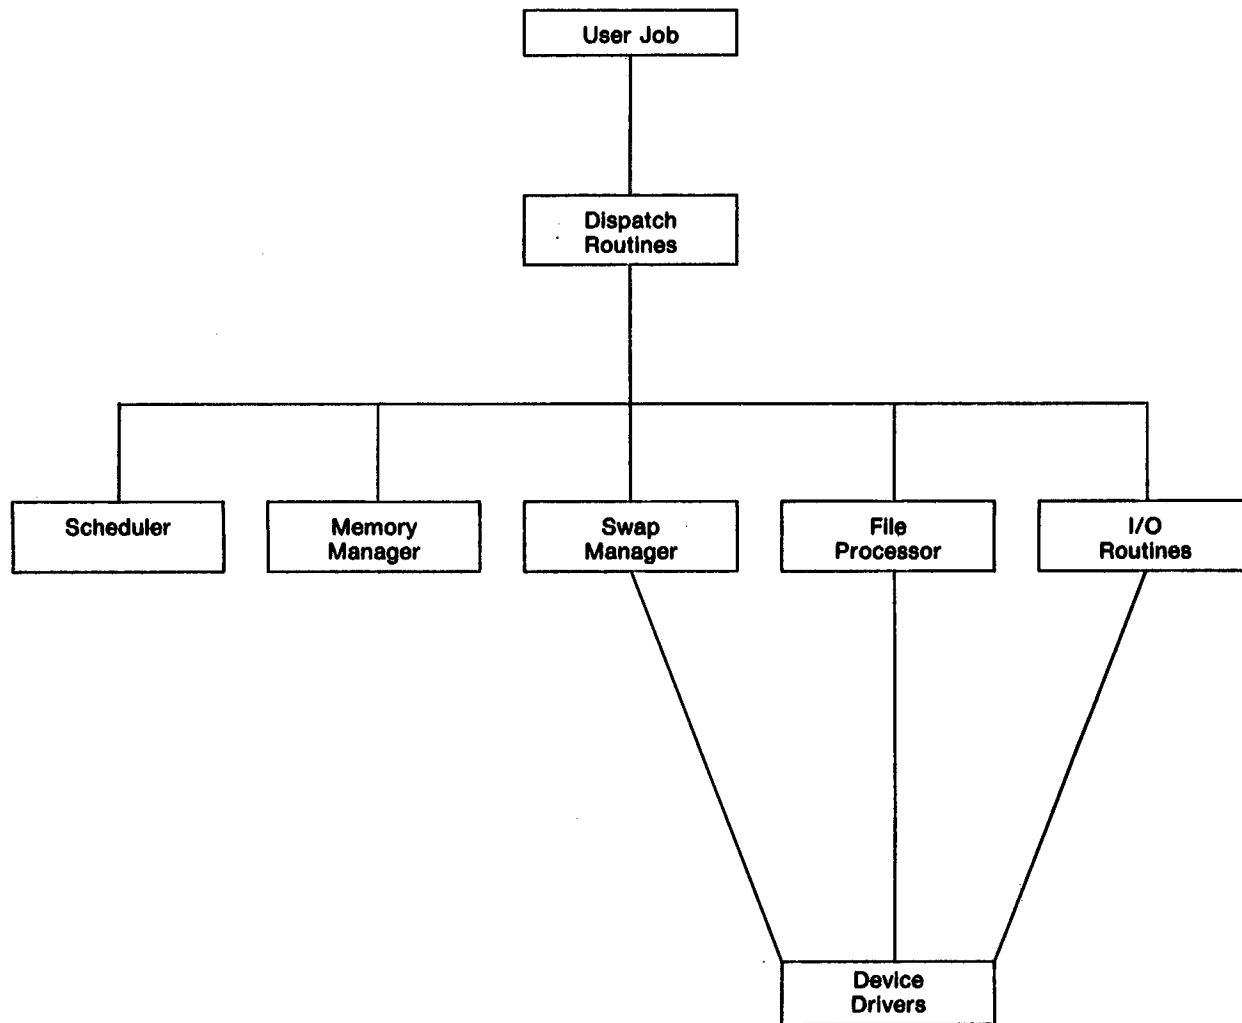 User Job
Dispatch
Routines
Scheduler
Memory
Manager
Swap
Manager
File
Processor
I/O
Routines
Device
Drivers